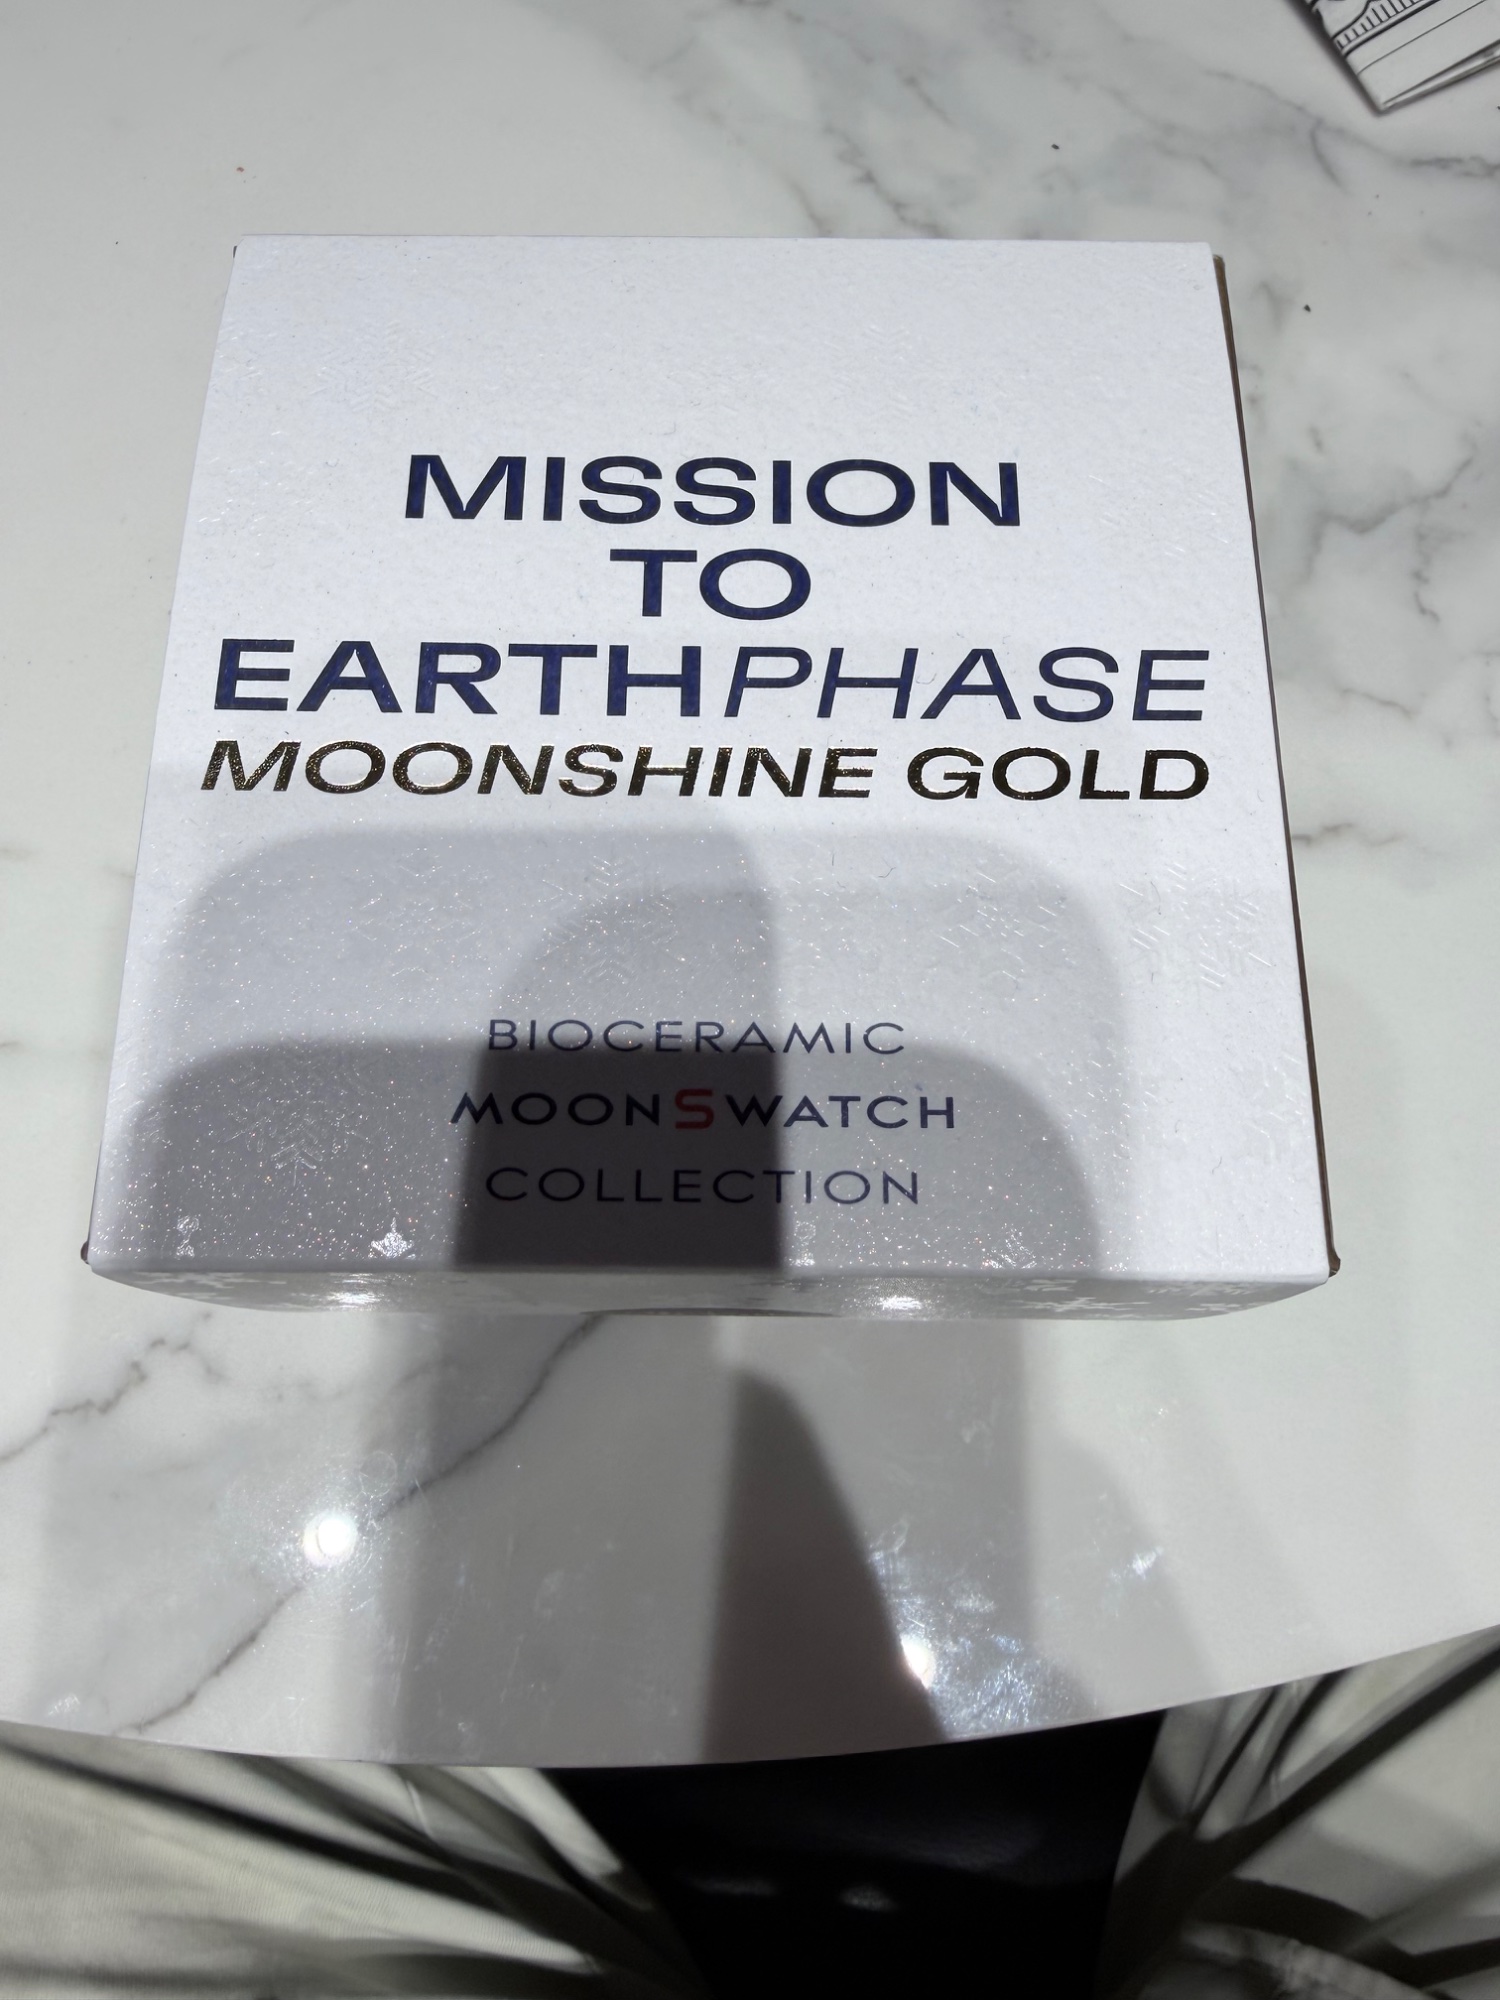 MISSION
TO
EARTHPHASE
MOONSHINE GOLD
BIOCERAMIC
MOONSWATCH
COLLECTION